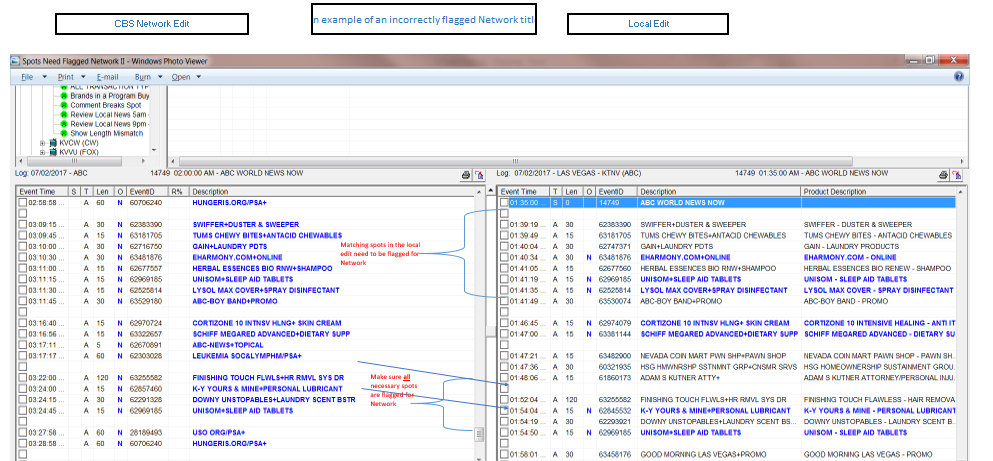 CBS Network Edit
n example of an incorrectly flagged Network titl
Local Edit
Spots Need Flagged Network II - Windows Photo Viewer
File Print E-mail Burn Open
ALL TRANSACTION TYP
Brands in a Program Buy
Comment Breaks Spot
Review Local News 5am -
Review Local News 9pm -
Show Length Mismatch
KVCW (CW)
KVVU (FOX)
Log: 07/02/2017 - ABC 14749 02:00:00 AM - ABC WORLD NEWS NOW
Event Time S T Len O EventID R% Description
02:58:58 ... A 60 N 60706240 HUNGERIS.ORG/PSA+
03:09:15 ... A 30 N 62383390 SWIFFER+DUSTER & SWEEPER
03:09:45 ... A 15 N 63181705 TUMS CHEWY BITES+ANTACID CHEWABLES
03:10:00 ... A 30 N 62716750 GAIN+LAUNDRY PDTS
03:10:30 ... A 30 N 63481876 EHARMONY.COM+ONLINE
03:11:00 ... A 15 N 62677557 HERBAL ESSENCES BIO RNW+SHAMPOO
03:11:15 ... A 15 N 62969185 UNISOM+SLEEP AID TABLETS
03:11:30 ... A 15 N 62525814 LYSOL MAX COVER+SPRAY DISINFECTANT
03:11:45 ... A 30 N 63529180 ABC-BOY BAND+PROMO
03:16:40 ... A 15 N 62970724 CORTIZONE 10 INTNSV HLNG+ SKIN CREAM
03:16:56 ... A 15 N 63322657 SCHIFF MEGARED ADVANCED+DIETARY SUPP
03:17:11 ... A 5 N 62670891 ABC-NEWS+TOPICAL
03:17:17 ... A 60 N 62303028 LEUKEMIA SOC&LYMPHM/PSA+
03:22:00 ... A 120 N 63255582 FINISHING TOUCH FLWLS+HR RMVL SYS DR
03:24:00 ... A 15 N 62857460 K-Y YOURS & MINE+PERSONAL LUBRICANT
03:24:15 ... A 30 N 62291328 DOWNY UNSTOPABLES+LAUNDRY SCENT BSTR
03:24:45 ... A 15 N 62969185 UNISOM+SLEEP AID TABLETS
03:27:58 ... A 60 N 28189493 USO ORG/PSA+
03:28:58 ... A 60 N 60706240 HUNGERIS.ORG/PSA+
Matching spots in the local
edit need to be flagged for
Network
Make sure all
necessary spots
are flagged for
Network
Log: 07/02/2017 - LAS VEGAS - KTNV (ABC) 14749 01:35:00 AM - ABC WORLD NEWS NOW
Event Time S T Len O EventID Description Product Description
01:35:00 ... S 0 14749 ABC WORLD NEWS NOW
01:39:19 ... A 30 62383390 SWIFFER+DUSTER & SWEEPER SWIFFER - DUSTER & SWEEPER
01:39:49 ... A 15 63181705 TUMS CHEWY BITES+ANTACID CHEWABLES TUMS CHEWY BITES - ANTACID CHEWABLES
01:40:04 ... A 30 62747371 GAIN+LAUNDRY PDTS GAIN - LAUNDRY PRODUCTS
01:40:34 ... A 30 N 63481876 EHARMONY.COM+ONLINE EHARMONY.COM - ONLINE
01:41:05 ... A 15 62677560 HERBAL ESSENCES BIO RNW+SHAMPOO HERBAL ESSENCES BIO RENEW - SHAMPOO
01:41:19 ... A 15 N 62969185 UNISOM+SLEEP AID TABLETS UNISOM - SLEEP AID TABLETS
01:41:35 ... A 15 N 62525814 LYSOL MAX COVER+SPRAY DISINFECTANT LYSOL MAX COVER - SPRAY DISINFECTANT
01:41:49 ... A 30 63530074 ABC-BOY BAND+PROMO ABC-BOY BAND - PROMO
01:46:45 ... A 15 N 62974079 CORTIZONE 10 INTNSV HLNG+ SKIN CREAM CORTIZONE 10 INTENSIVE HEALING - ANTI IT
01:47:00 ... A 15 N 63381144 SCHIFF MEGARED ADVANCED+DIETARY SUPP SCHIFF MEGARED ADVANCED - DIETARY SUP
01:47:21 ... A 15 63482900 NEVADA COIN MART PWN SHP+PAWN SHOP NEVADA COIN MART PAWN SHOP - PAWN SH..
01:47:36 ... A 30 60321935 HSG HMWNRSHP SSTNMNT GRP+CNSMR SRVS HSG HOMEOWNERSHIP SUSTAINMENT GROU..
01:48:06 ... A 15 61860173 ADAM S KUTNER ATTY+ ADAM S KUTNER ATTORNEY/PERSONAL INJU..
01:52:04 ... A 120 63255582 FINISHING TOUCH FLWLS+HR RMVL SYS DR FINISHING TOUCH FLAWLESS - HAIR REMOVA
01:54:04 ... A 15 N 62845532 K-Y YOURS & MINE+PERSONAL LUBRICANT K-Y YOURS & MINE - PERSONAL LUBRICANT
01:54:19 ... A 30 62293921 DOWNY UNSTOPABLES+LAUNDRY SCENT BS... DOWNY UNSTOPABLES - LAUNDRY SCENT B...
01:54:50 ... A 15 N 62969185 UNISOM+SLEEP AID TABLETS UNISOM - SLEEP AID TABLETS
01:58:01 ... A 30 63458176 GOOD MORNING LAS VEGAS+PROMO GOOD MORNING LAS VEGAS - PROMO